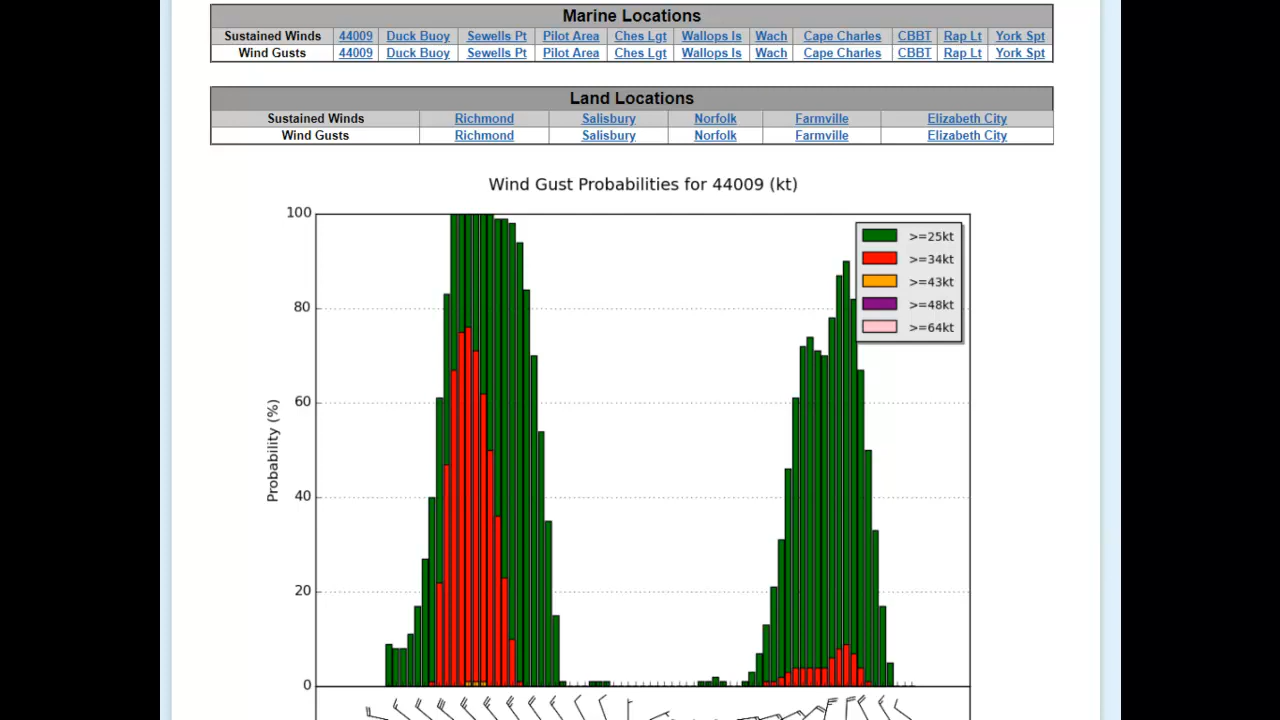 Marine Locations
Sustained Winds 44009 Duck Buoy Sewells Pt Pilot Area Ches Lgt Wallops Is Wach Cape Charles CBBT Rap Lt York Spt
Wind Gusts 44009 Duck Buoy Sewells Pt Pilot Area Ches Lgt Wallops Is Wach Cape Charles CBBT Rap Lt York Spt
Land Locations
Sustained Winds Richmond Salisbury Norfolk Farmville Elizabeth City
Wind Gusts Richmond Salisbury Norfolk Farmville Elizabeth City
Wind Gust Probabilities for 44009 (kt)
100
80
60
40
20
0
Probability (%)
>=25kt
>=34kt
>=43kt
>=48kt
>=64kt